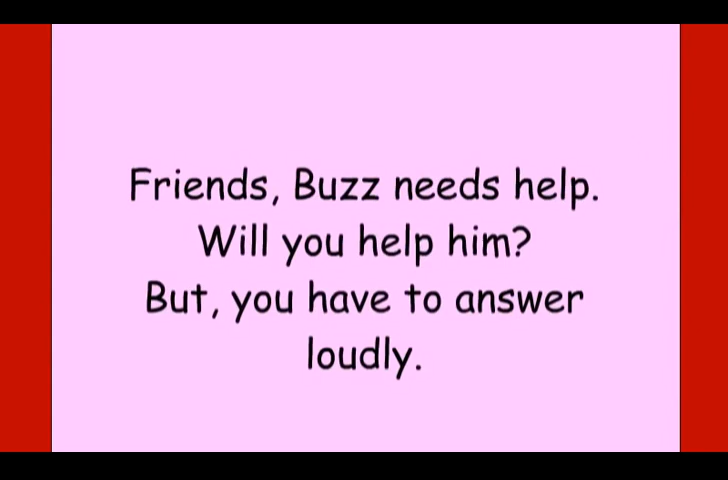 Friends, Buzz needs help.
Will you help him?
But, you have to answer
loudly.